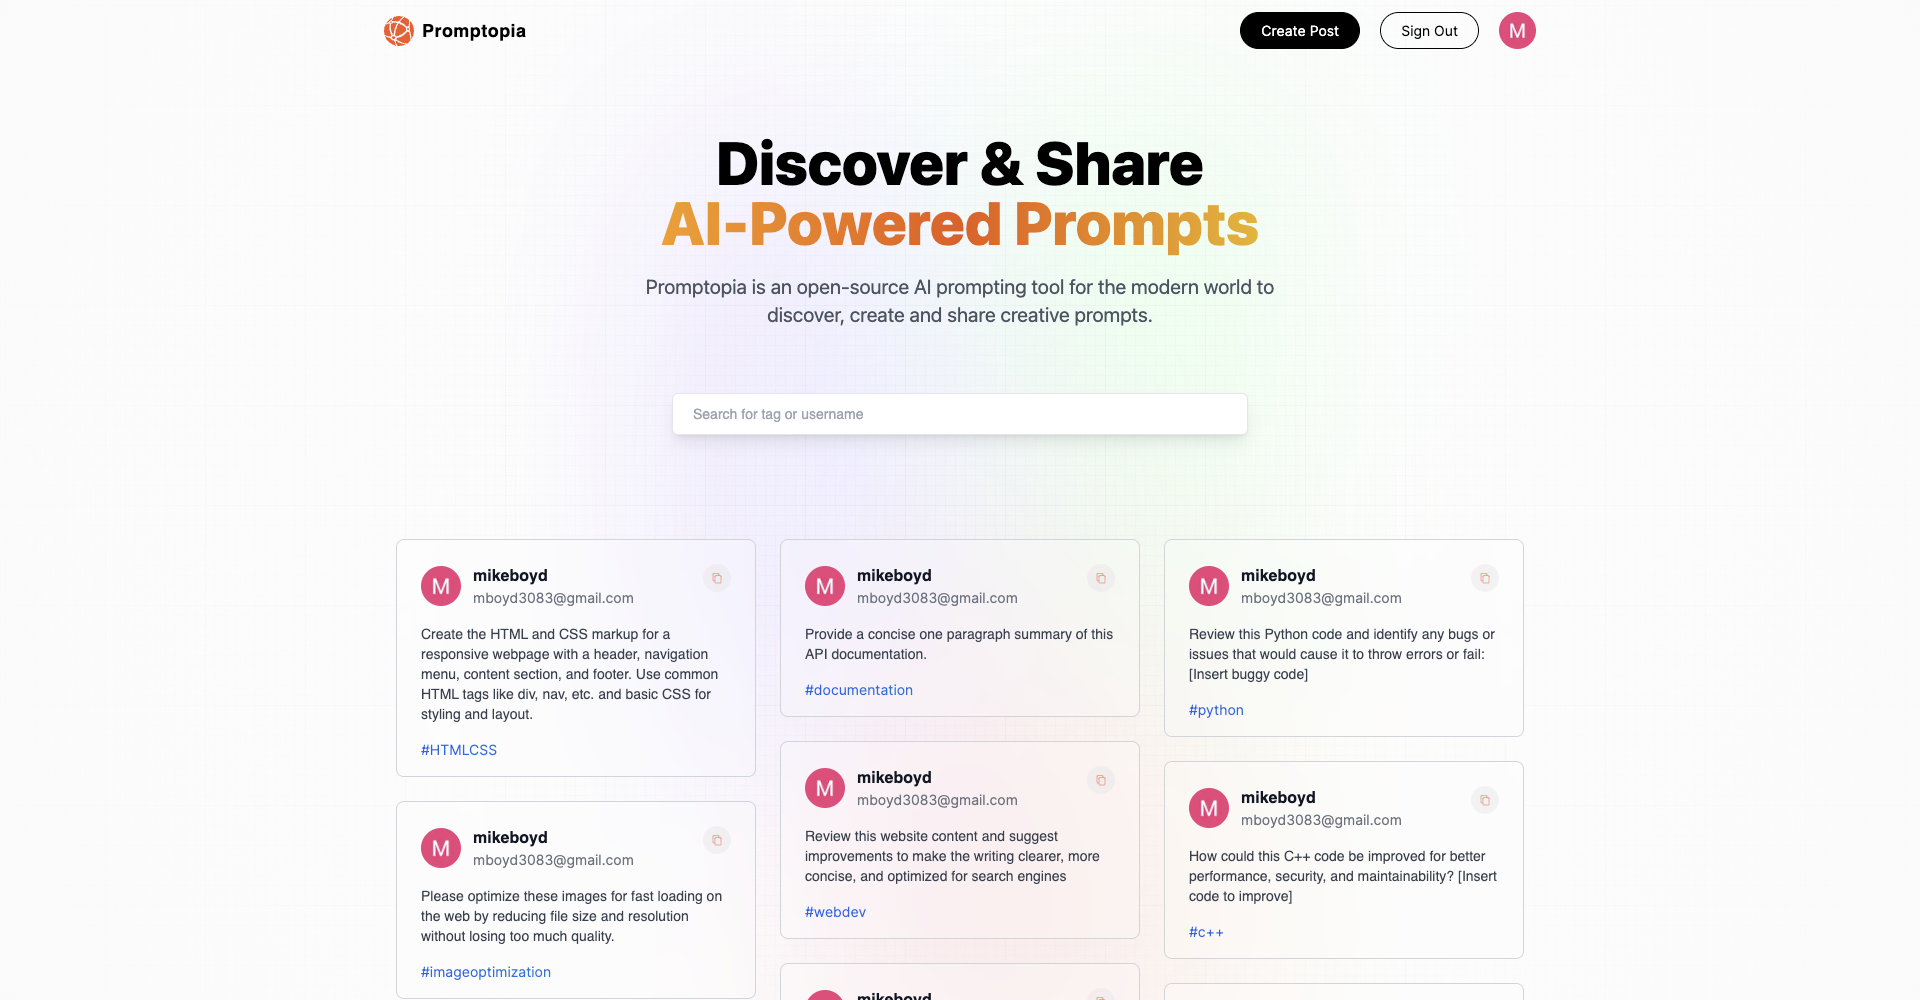 Promptopia
Create Post
Sign Out
M
Discover & Share
AI-Powered Prompts
Promptopia is an open-source AI prompting tool for the modern world to
discover, create and share creative prompts.
Search for tag or username
M
mikeboyd
mboyd3083@gmail.com
Create the HTML and CSS markup for a
responsive webpage with a header, navigation
menu, content section, and footer. Use common
HTML tags like div, nav, etc. and basic CSS for
styling and layout.
#HTMLCSS
M
mikeboyd
mboyd3083@gmail.com
Please optimize these images for fast loading on
the web by reducing file size and resolution
without losing too much quality.
#imageoptimization
M
mikeboyd
mboyd3083@gmail.com
Provide a concise one paragraph summary of this
API documentation.
#documentation
M
mikeboyd
mboyd3083@gmail.com
Review this website content and suggest
improvements to make the writing clearer, more
concise, and optimized for search engines
#webdev
mikeboyd
M
mikeboyd
mboyd3083@gmail.com
Review this Python code and identify any bugs or
issues that would cause it to throw errors or fail:
[Insert buggy code]
#python
M
mikeboyd
mboyd3083@gmail.com
How could this C++ code be improved for better
performance, security, and maintainability? [Insert
code to improve]
#c++